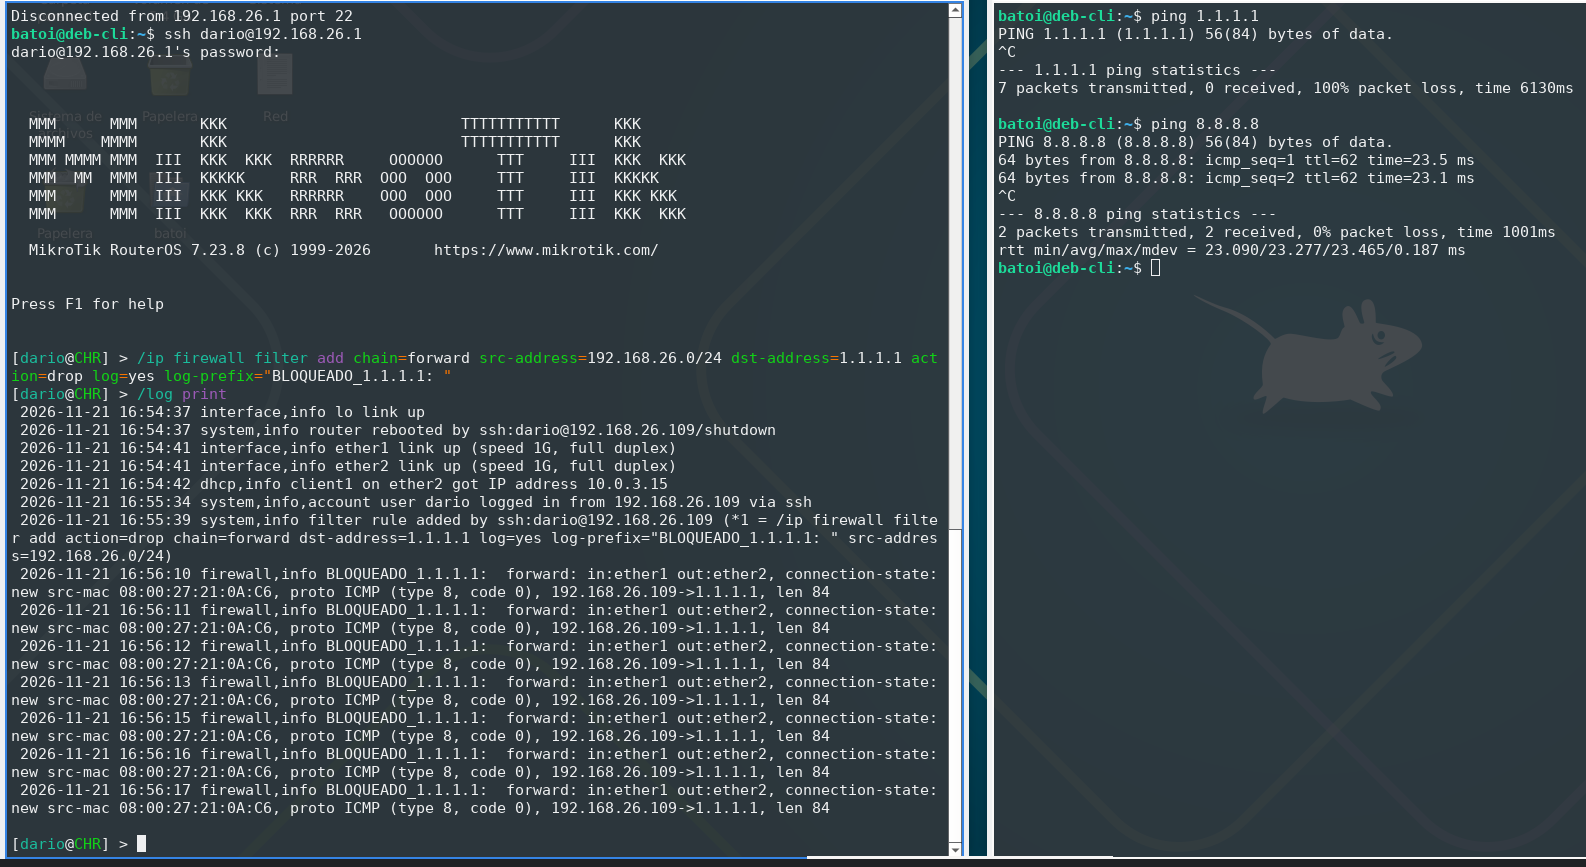 Disconnected from 192.168.26.1 port 22
batoi@deb-cli:~$ ssh dario@192.168.26.1
dario@192.168.26.1's password:
Sistema de archivos
Papelera
Red
  MMM      MMM       KKK                          TTTTTTTTTTT      KKK
  MMMM    MMMM       KKK                          TTTTTTTTTTT      KKK
  MMM MMMM MMM  III  KKK  KKK  RRRRRR     OOOOOO      TTT     III  KKK  KKK
  MMM  MM  MMM  III  KKKKK     RRR  RRR  OOO  OOO     TTT     III  KKKKK
  MMM      MMM  III  KKK KKK   RRRRRR    OOO  OOO     TTT     III  KKK KKK
  MMM      MMM  III  KKK  KKK  RRR  RRR   OOOOOO      TTT     III  KKK  KKK
Papelera
batoi
  MikroTik RouterOS 7.23.8 (c) 1999-2026       https://www.mikrotik.com/
Press F1 for help
[dario@CHR] > /ip firewall filter add chain=forward src-address=192.168.26.0/24 dst-address=1.1.1.1 act
ion=drop log=yes log-prefix="BLOQUEADO_1.1.1.1: "
[dario@CHR] > /log print
 2026-11-21 16:54:37 interface,info lo link up
 2026-11-21 16:54:37 system,info router rebooted by ssh:dario@192.168.26.109/shutdown
 2026-11-21 16:54:41 interface,info ether1 link up (speed 1G, full duplex)
 2026-11-21 16:54:41 interface,info ether2 link up (speed 1G, full duplex)
 2026-11-21 16:54:42 dhcp,info client1 on ether2 got IP address 10.0.3.15
 2026-11-21 16:55:34 system,info,account user dario logged in from 192.168.26.109 via ssh
 2026-11-21 16:55:39 system,info filter rule added by ssh:dario@192.168.26.109 (*1 = /ip firewall filte
r add action=drop chain=forward dst-address=1.1.1.1 log=yes log-prefix="BLOQUEADO_1.1.1.1: " src-addres
s=192.168.26.0/24)
 2026-11-21 16:56:10 firewall,info BLOQUEADO_1.1.1.1:  forward: in:ether1 out:ether2, connection-state:
new src-mac 08:00:27:21:0A:C6, proto ICMP (type 8, code 0), 192.168.26.109->1.1.1.1, len 84
 2026-11-21 16:56:11 firewall,info BLOQUEADO_1.1.1.1:  forward: in:ether1 out:ether2, connection-state:
new src-mac 08:00:27:21:0A:C6, proto ICMP (type 8, code 0), 192.168.26.109->1.1.1.1, len 84
 2026-11-21 16:56:12 firewall,info BLOQUEADO_1.1.1.1:  forward: in:ether1 out:ether2, connection-state:
new src-mac 08:00:27:21:0A:C6, proto ICMP (type 8, code 0), 192.168.26.109->1.1.1.1, len 84
 2026-11-21 16:56:13 firewall,info BLOQUEADO_1.1.1.1:  forward: in:ether1 out:ether2, connection-state:
new src-mac 08:00:27:21:0A:C6, proto ICMP (type 8, code 0), 192.168.26.109->1.1.1.1, len 84
 2026-11-21 16:56:15 firewall,info BLOQUEADO_1.1.1.1:  forward: in:ether1 out:ether2, connection-state:
new src-mac 08:00:27:21:0A:C6, proto ICMP (type 8, code 0), 192.168.26.109->1.1.1.1, len 84
 2026-11-21 16:56:16 firewall,info BLOQUEADO_1.1.1.1:  forward: in:ether1 out:ether2, connection-state:
new src-mac 08:00:27:21:0A:C6, proto ICMP (type 8, code 0), 192.168.26.109->1.1.1.1, len 84
 2026-11-21 16:56:17 firewall,info BLOQUEADO_1.1.1.1:  forward: in:ether1 out:ether2, connection-state:
new src-mac 08:00:27:21:0A:C6, proto ICMP (type 8, code 0), 192.168.26.109->1.1.1.1, len 84
[dario@CHR] >
batoi@deb-cli:~$ ping 1.1.1.1
PING 1.1.1.1 (1.1.1.1) 56(84) bytes of data.
^C
--- 1.1.1.1 ping statistics ---
7 packets transmitted, 0 received, 100% packet loss, time 6130ms
batoi@deb-cli:~$ ping 8.8.8.8
PING 8.8.8.8 (8.8.8.8) 56(84) bytes of data.
64 bytes from 8.8.8.8: icmp_seq=1 ttl=62 time=23.5 ms
64 bytes from 8.8.8.8: icmp_seq=2 ttl=62 time=23.1 ms
^C
--- 8.8.8.8 ping statistics ---
2 packets transmitted, 2 received, 0% packet loss, time 1001ms
rtt min/avg/max/mdev = 23.090/23.277/23.465/0.187 ms
batoi@deb-cli:~$